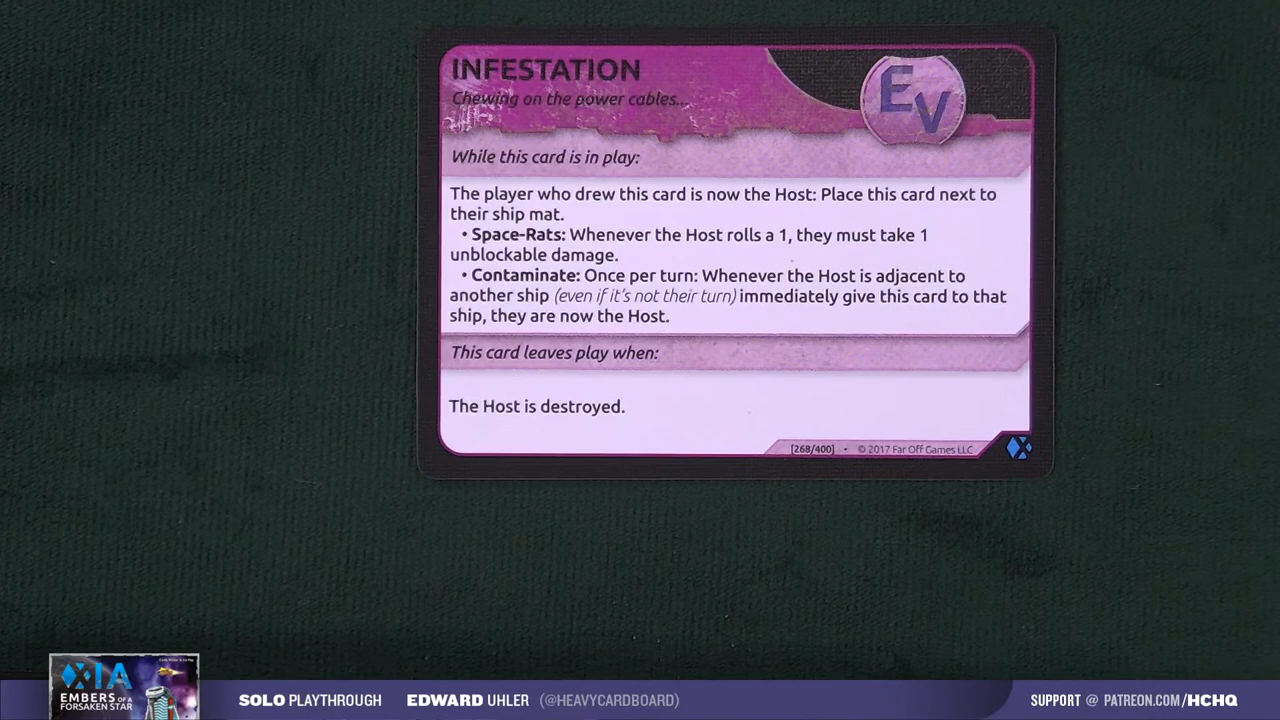 INFESTATION
Chewing on the power cables...
EV
While this card is in play:
The player who drew this card is now the Host: Place this card next to
their ship mat.
• Space-Rats: Whenever the Host rolls a 1, they must take 1
unblockable damage.
• Contaminate: Once per turn: Whenever the Host is adjacent to
another ship (even if it's not their turn) immediately give this card to that
ship, they are now the Host.
This card leaves play when:
The Host is destroyed.
[268/400] • © 2017 Far Off Games LLC
XIA
EMBERS OF A
FORSAKEN STAR
SOLO PLAYTHROUGH EDWARD UHLER (@HEAVYCARDBOARD)
SUPPORT @ PATREON.COM/HCHQ